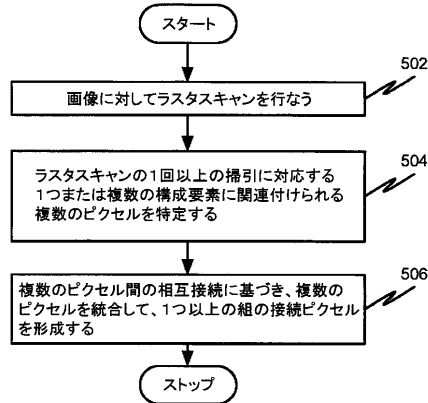 スタート
502
画像に対してラスタスキャンを行なう
504
ラスタスキャンの1回以上の掃引に対応する
1つまたは複数の構成要素に関連付けられる
複数のピクセルを特定する
506
複数のピクセル間の相互接続に基づき、複数の
ピクセルを統合して、1つ以上の組の接続ピクセル
を形成する
ストップ